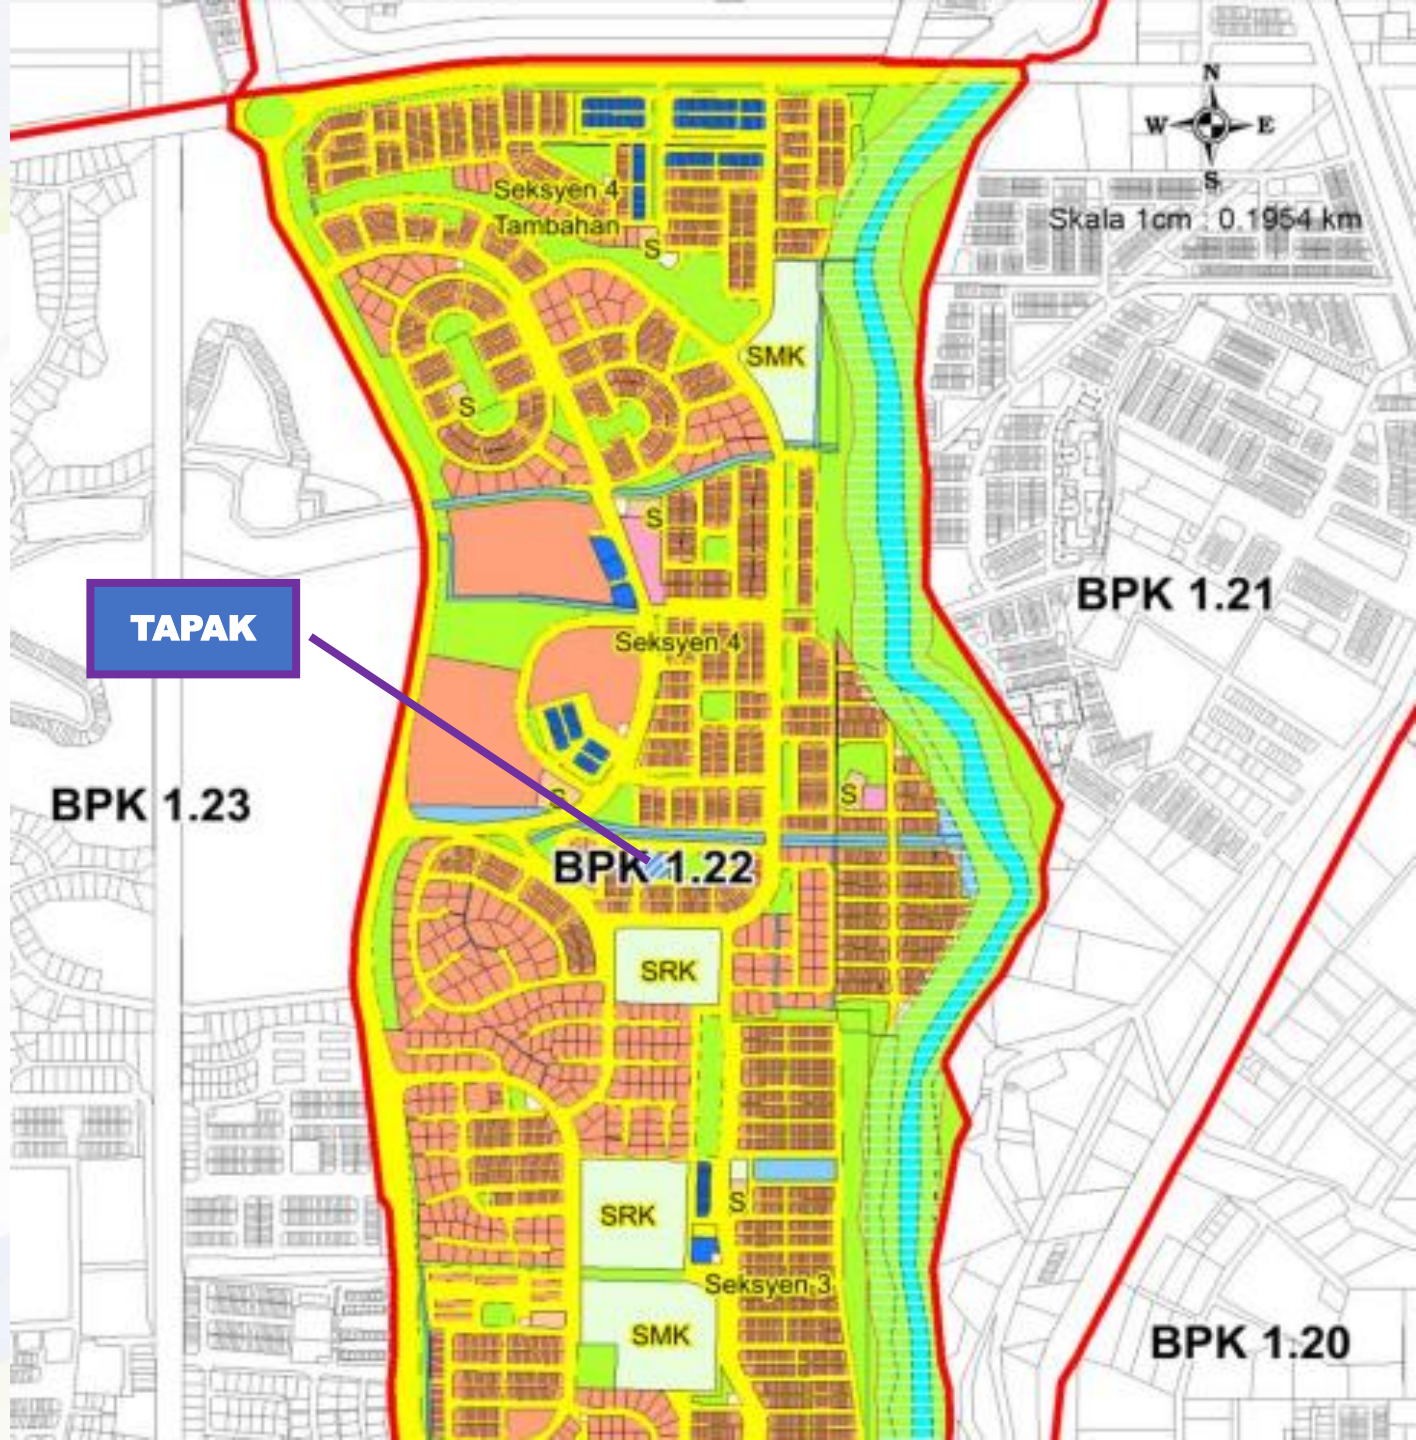 N
W E
S
Skala 1cm : 0.1954 km
Seksyen 4
Tambahan
S
SMK
S
S
BPK 1.21
TAPAK
Seksyen 4
BPK 1.23
S
S
BPK 1.22
SRK
SRK
S
Seksyen 3
SMK
BPK 1.20